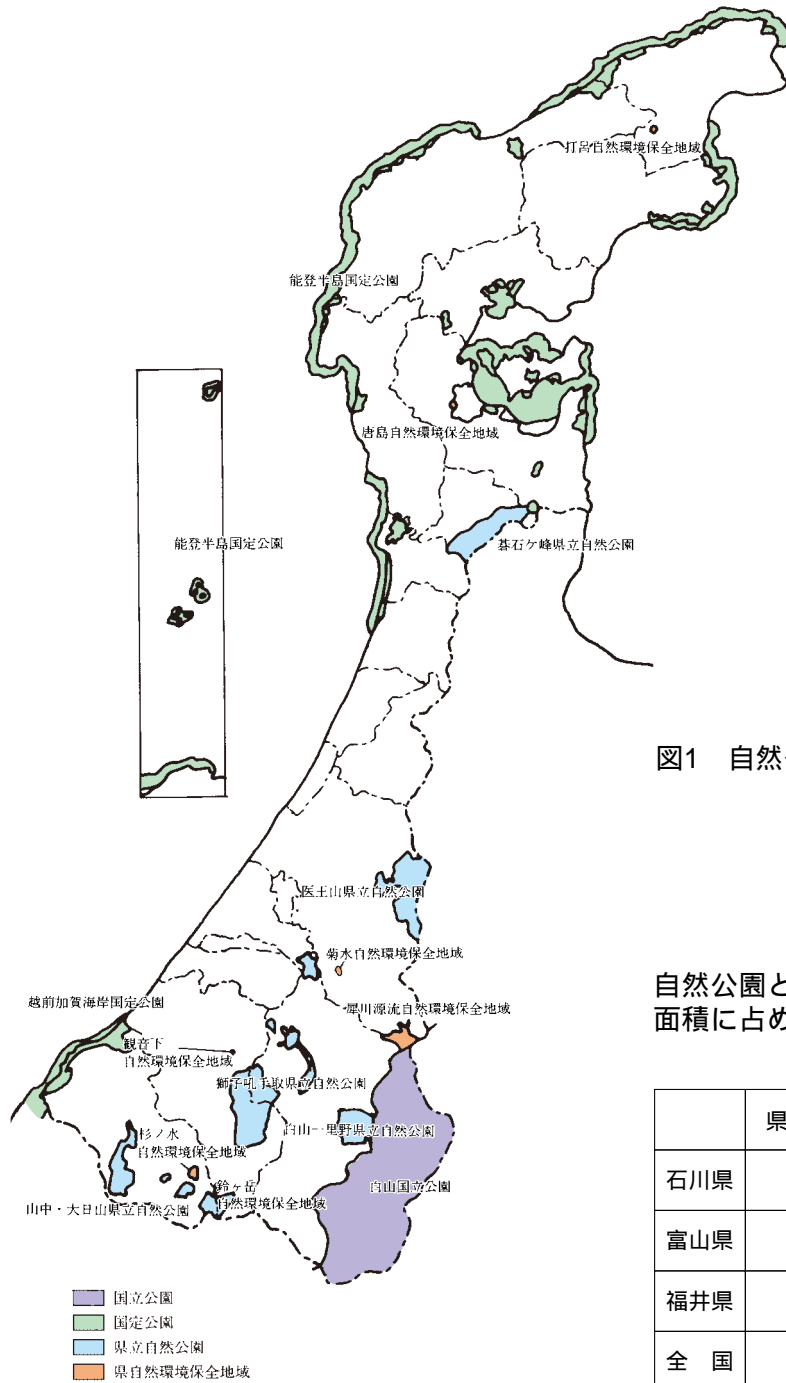 打呂自然環境保全地域
能登半島国定公園
唐島自然環境保全地域
碁石ケ峰県立自然公園
能登半島国定公園
図1 自然
医王山県立自然公園
菊水自然環境保全地域
犀川源流自然環境保全地域
越前加賀海岸国定公園
観音下
自然環境保全地域
獅子吼手取県立自然公園
白山一里野県立自然公園
杉ノ水
自然環境保全地域
鈴ヶ岳
自然環境保全地域
山中・大日山県立自然公園
白山国立公園
国立公園
国定公園
県立自然公園
県自然環境保全地域
自然公園と
面積に占め
県
石川県
富山県
福井県
全 国